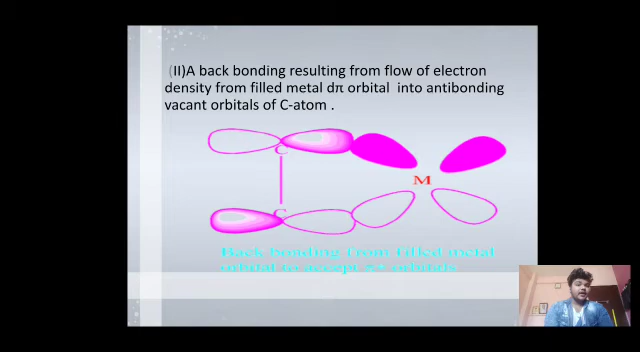 (II)A back bonding resulting from flow of electron
density from filled metal dπ orbital into antibonding
vacant orbitals of C-atom .
C
M
C
Back bonding from filled metal
orbital to accept π* orbitals